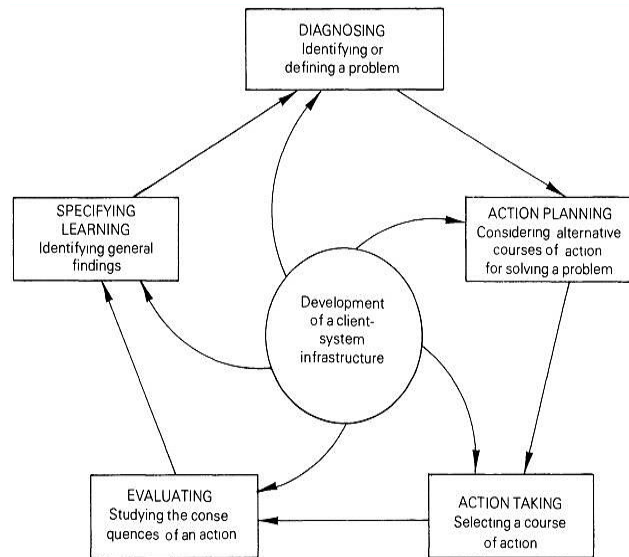 DIAGNOSING
Identifying or
defining a problem
ACTION PLANNING
Considering alternative
courses of action
for solving a problem
SPECIFYING
LEARNING
Identifying general
findings
Development
of a client-
system
infrastructure
EVALUATING
Studying the conse
quences of an action
ACTION TAKING
Selecting a course
of action